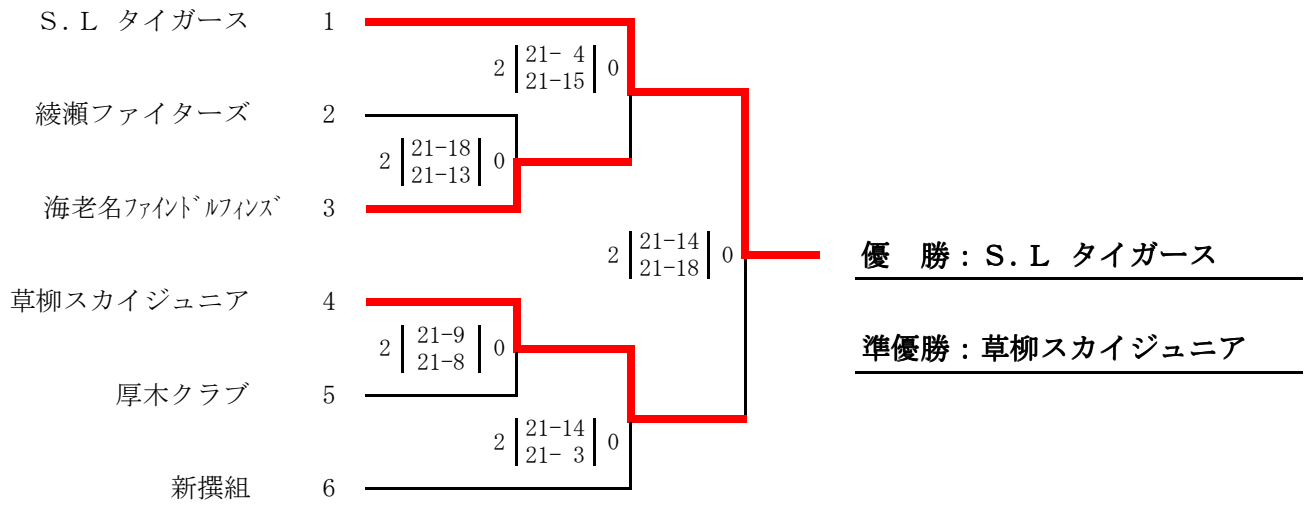 S.L タイガース 1
2 21- 4 0
21-15
綾瀬ファイターズ 2
2 21-18 0
21-13
海老名ファインドルフィンズ 3
2 21-14 0
21-18
優 勝：S.L タイガース
草柳スカイジュニア 4
2 21-9 0
21-8
準優勝：草柳スカイジュニア
厚木クラブ 5
2 21-14 0
21- 3
新撰組 6